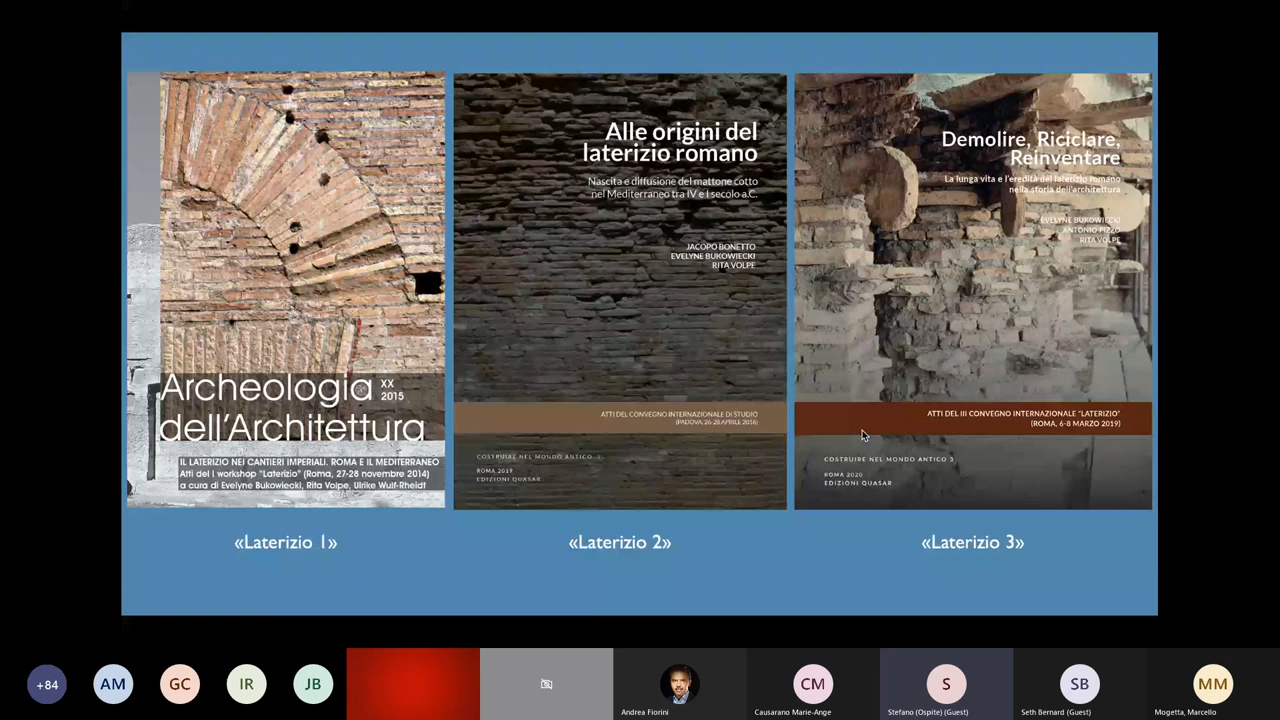 Archeologia XX
2015
dell'Architettura
IL LATERIZIO NEI CANTIERI IMPERIALI. ROMA E IL MEDITERRANEO
Atti del I workshop "Laterizio" (Roma, 27-28 novembre 2014)
a cura di Evelyne Bukowiecki, Rita Volpe, Ulrike Wulf-Rheidt
«Laterizio 1»
Alle origini del
laterizio romano
Nascita e diffusione del mattone cotto
nel Mediterraneo tra IV e I secolo a.C.
JACOPO BONETTO
EVELYNE BUKOWIECKI
RITA VOLPE
ATTI DEL CONVEGNO INTERNAZIONALE DI STUDIO
(PADOVA, 26-28 APRILE 2016)
COSTRUIRE NEL MONDO ANTICO 1
ROMA 2019
EDIZIONI QUASAR
«Laterizio 2»
Demolire, Riciclare,
Reinventare
La lunga vita e l'eredità del laterizio romano
nella storia dell'architettura
EVELYNE BUKOWIECKI
ANTONIO PIZZO
RITA VOLPE
ATTI DEL III CONVEGNO INTERNAZIONALE "LATERIZIO"
(ROMA, 6-8 MARZO 2019)
COSTRUIRE NEL MONDO ANTICO 3
ROMA 2020
EDIZIONI QUASAR
«Laterizio 3»
+84
AM
GC
IR
JB
Andrea Fiorini
CM
Causarano Marie-Ange
S
Stefano (Ospite) (Guest)
SB
Seth Bernard (Guest)
MM
Mogetta, Marcello